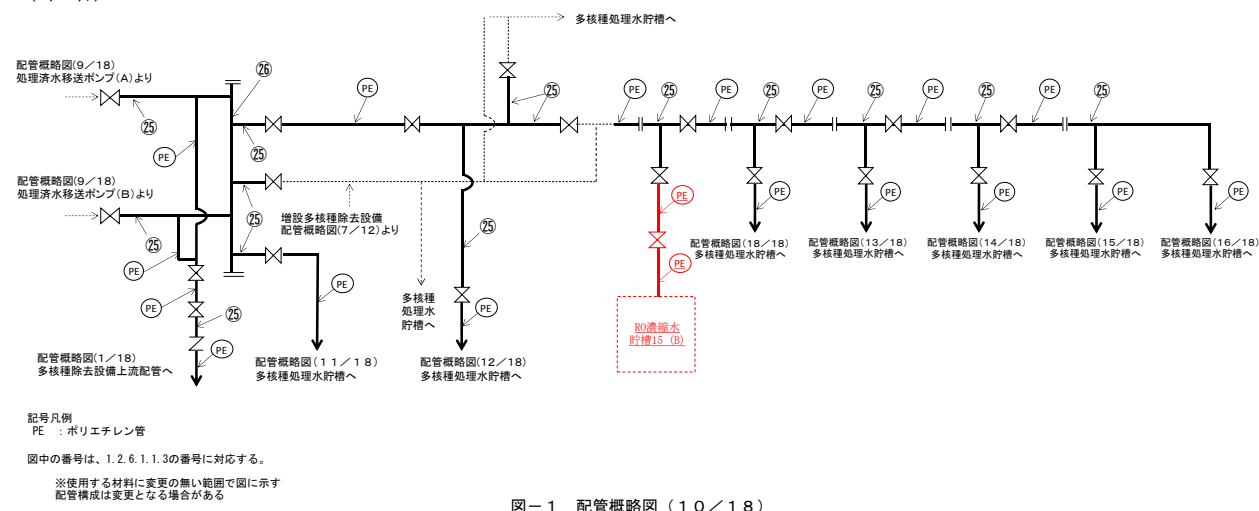 多核種処理水貯槽へ
配管概略図(9/18)
処理済水移送ポンプ(A)より
㉖
PE
㉕
㉕
PE
㉕
PE
㉕
PE
㉕
PE
㉕
PE
㉕
㉕
PE
㉕
配管概略図(9/18)
処理済水移送ポンプ(B)より
㉕
㉕
㉕
PE
PE
PE
㉕
PE
増設多核種除去設備
配管概略図(7/12)より
㉕
PE
PE
PE
PE
PE
PE
PE
配管概略図(18/18)
多核種処理水貯槽へ
配管概略図(13/18)
多核種処理水貯槽へ
配管概略図(14/18)
多核種処理水貯槽へ
配管概略図(15/18)
多核種処理水貯槽へ
配管概略図(16/18)
多核種処理水貯槽へ
多核種
処理水
貯槽へ
PE
RO濃縮水
貯槽15 (B)
配管概略図(1/18)
多核種除去設備上流配管へ
配管概略図(11/18)
多核種処理水貯槽へ
配管概略図(12/18)
多核種処理水貯槽へ
記号凡例
PE ：ポリエチレン管
図中の番号は、1.2.6.1.1.3の番号に対応する。
※使用する材料に変更の無い範囲で図に示す
配管構成は変更となる場合がある
図－1 配管概略図（10／18）